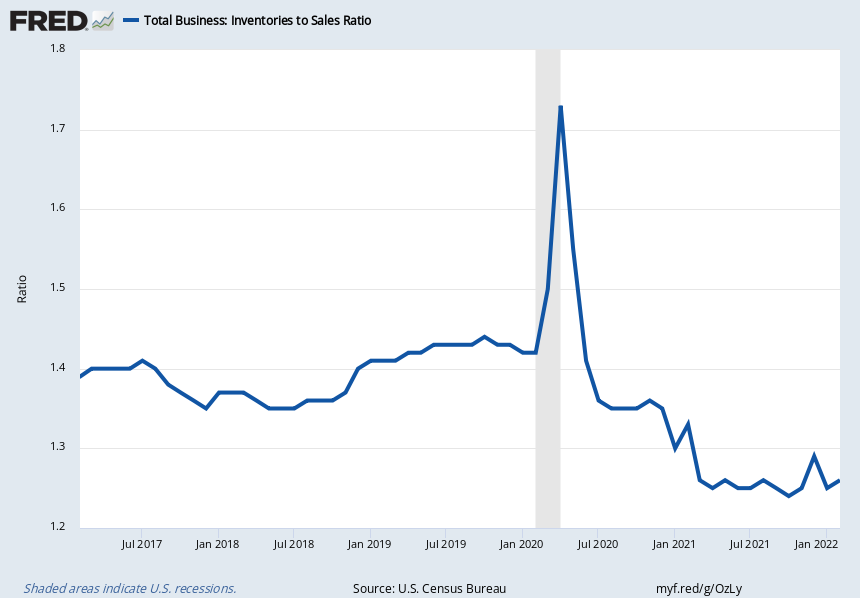 FRED Total Business: Inventories to Sales Ratio
1.8
1.7
1.6
1.5
1.4
1.3
1.2
Ratio
Jul 2017 Jan 2018 Jul 2018 Jan 2019 Jul 2019 Jan 2020 Jul 2020 Jan 2021 Jul 2021 Jan 2022
Shaded areas indicate U.S. recessions. Source: U.S. Census Bureau myf.red/g/OzLy